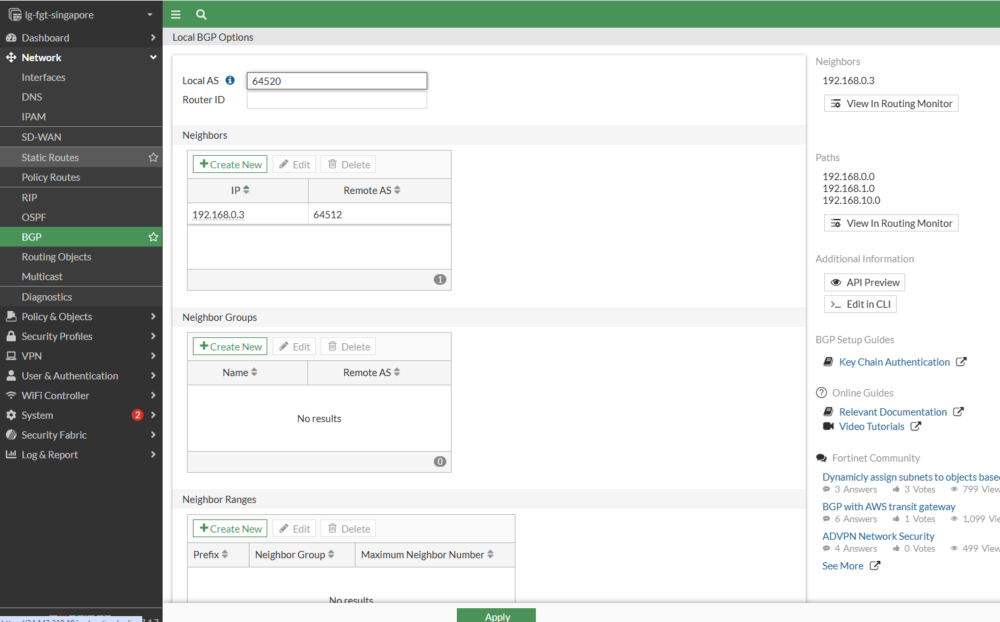 lg-fgt-singapore
Dashboard
Network
Interfaces
DNS
IPAM
SD-WAN
Static Routes
Policy Routes
RIP
OSPF
BGP
Routing Objects
Multicast
Diagnostics
Policy & Objects
Security Profiles
VPN
User & Authentication
WiFi Controller
System 2
Security Fabric
Log & Report
Local BGP Options
Local AS 64520
Router ID
Neighbors
Create New Edit Delete
IP Remote AS
192.168.0.3 64512
1
Neighbor Groups
Create New Edit Delete
Name Remote AS
No results
0
Neighbor Ranges
Create New Edit Delete
Prefix Neighbor Group Maximum Neighbor Number
No results
Apply
Neighbors
192.168.0.3
View In Routing Monitor
Paths
192.168.0.0
192.168.1.0
192.168.10.0
View In Routing Monitor
Additional Information
API Preview
>_ Edit in CLI
BGP Setup Guides
Key Chain Authentication
Online Guides
Relevant Documentation
Video Tutorials
Fortinet Community
Dynamicly assign subnets to objects base
3 Answers 3 Votes 799 View
BGP with AWS transit gateway
6 Answers 1 Votes 1,099 Vie
ADVPN Network Security
4 Answers 0 Votes 499 View
See More